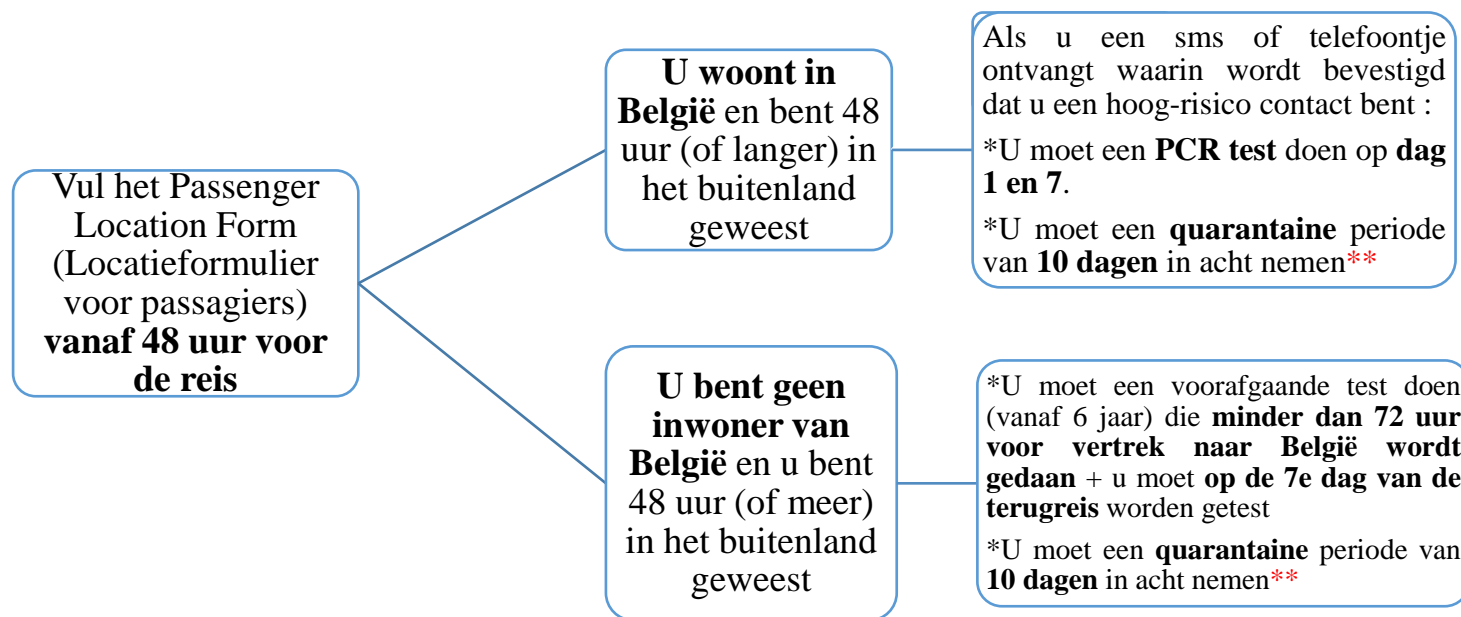 Vul het Passenger
Location Form
(Locatieformulier
voor passagiers)
vanaf 48 uur voor
de reis
U woont in
België en bent 48
uur (of langer) in
het buitenland
geweest
Als u een sms of telefoontje
ontvangt waarin wordt bevestigd
dat u een hoog-risico contact bent :
*U moet een PCR test doen op dag
1 en 7.
*U moet een quarantaine periode
van 10 dagen in acht nemen**
U bent geen
inwoner van
België en u bent
48 uur (of meer)
in het buitenland
geweest
*U moet een voorafgaande test doen
(vanaf 6 jaar) die minder dan 72 uur
voor vertrek naar België wordt
gedaan + u moet op de 7e dag van de
terugreis worden getest
*U moet een quarantaine periode van
10 dagen in acht nemen**